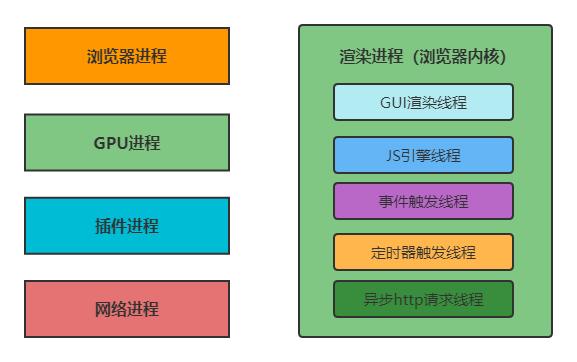 浏览器进程
GPU进程
插件进程
网络进程
渲染进程（浏览器内核）
GUI渲染线程
JS引擎线程
事件触发线程
定时器触发线程
异步http请求线程